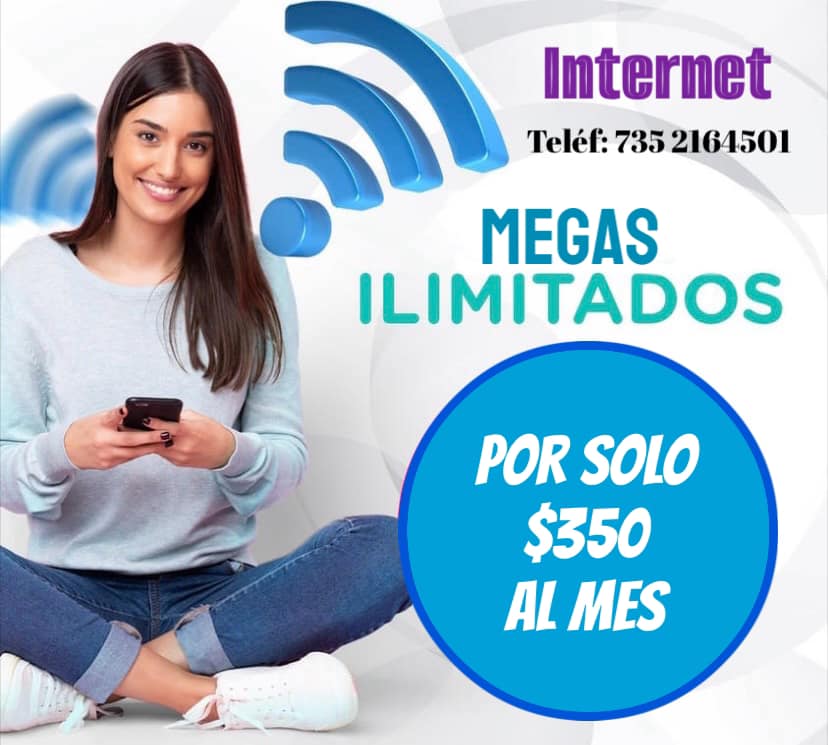 Internet
Teléf: 735 2164501
MEGAS
ILIMITADOS
POR SOLO
$350
AL MES